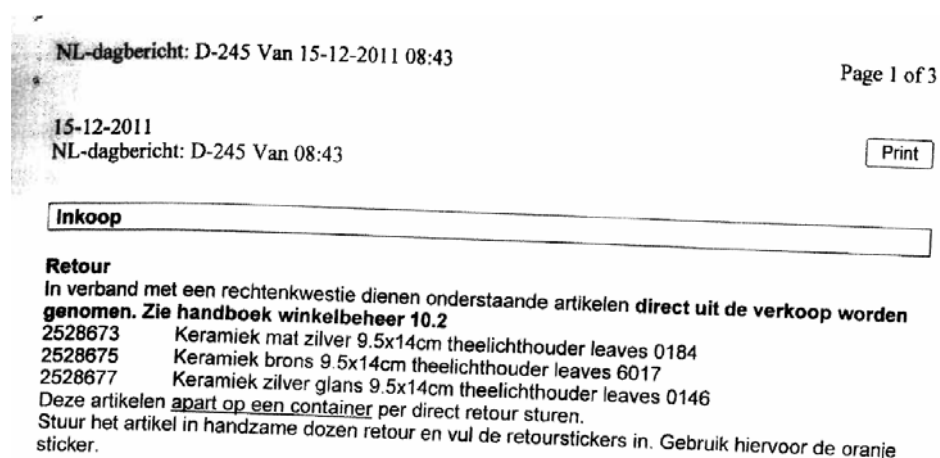 NL-dagbericht: D-245 Van 15-12-2011 08:43
Page 1 of 3
15-12-2011
NL-dagbericht: D-245 Van 08:43
Print
Inkoop
Retour
In verband met een rechtenkwestie dienen onderstaande artikelen direct uit de verkoop worden
genomen. Zie handboek winkelbeheer 10.2
2528673 Keramiek mat zilver 9.5x14cm theelichthouder leaves 0184
2528675 Keramiek brons 9.5x14cm theelichthouder leaves 6017
2528677 Keramiek zilver glans 9.5x14cm theelichthouder leaves 0146
Deze artikelen apart op een container per direct retour sturen.
Stuur het artikel in handzame dozen retour en vul de retourstickers in. Gebruik hiervoor de oranje
sticker.